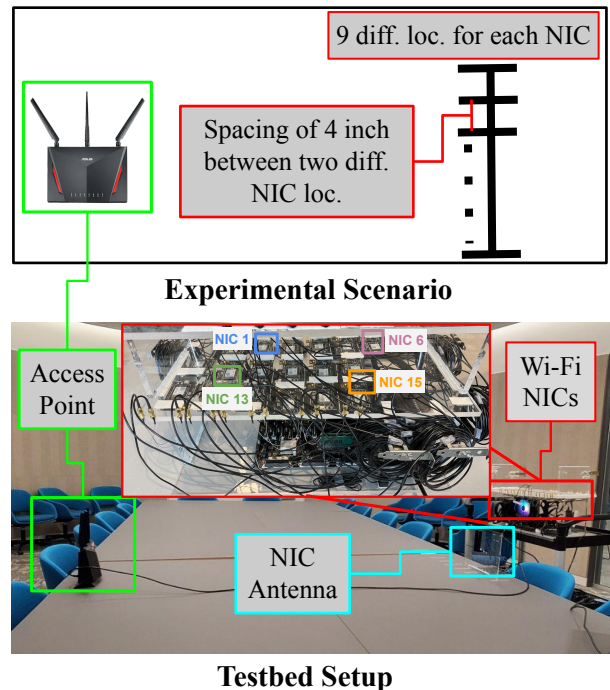 9 diff. loc. for each NIC
Spacing of 4 inch
between two diff.
NIC loc.
Experimental Scenario
NIC 1
NIC 6
NIC 13
NIC 15
Access
Point
Wi-Fi
NICs
NIC
Antenna
Testbed Setup